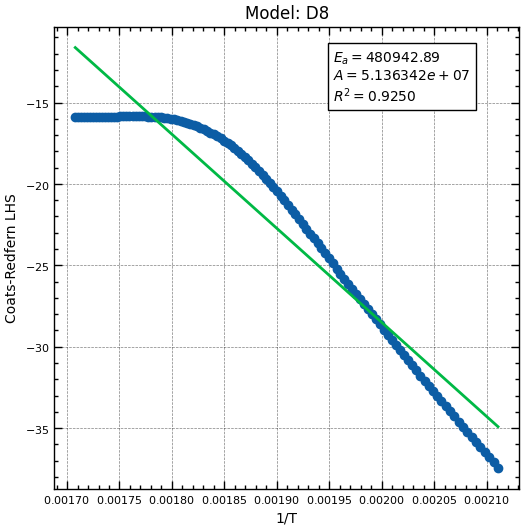 Model: D8
E_a = 480942.89
A = 5.136342e + 07
R² = 0.9250
Coats-Redfern LHS
−15
−20
−25
−30
−35
0.00170 0.00175 0.00180 0.00185 0.00190 0.00195 0.00200 0.00205 0.00210
1/T